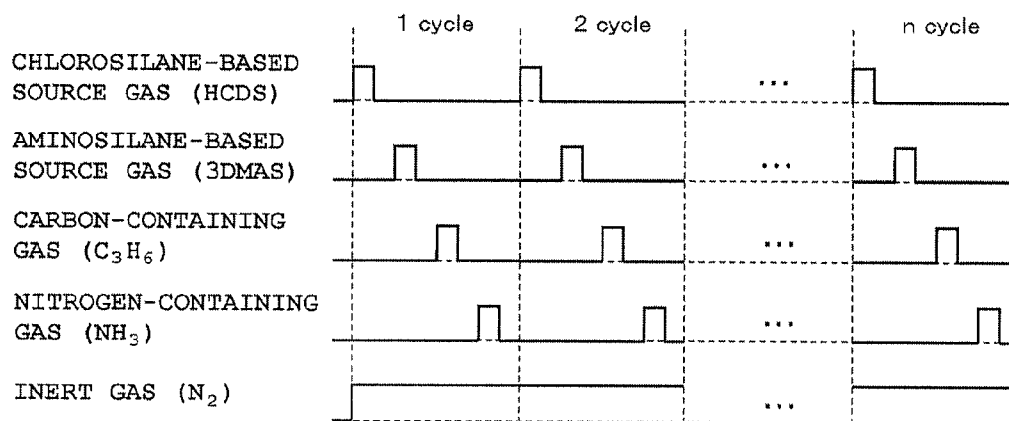 1 cycle 2 cycle n cycle
CHLOROSILANE-BASED
SOURCE GAS (HCDS)
...
AMINOSILANE-BASED
SOURCE GAS (3DMAS)
...
CARBON-CONTAINING
GAS (C₃H₆)
...
NITROGEN-CONTAINING
GAS (NH₃)
...
INERT GAS (N₂)
...